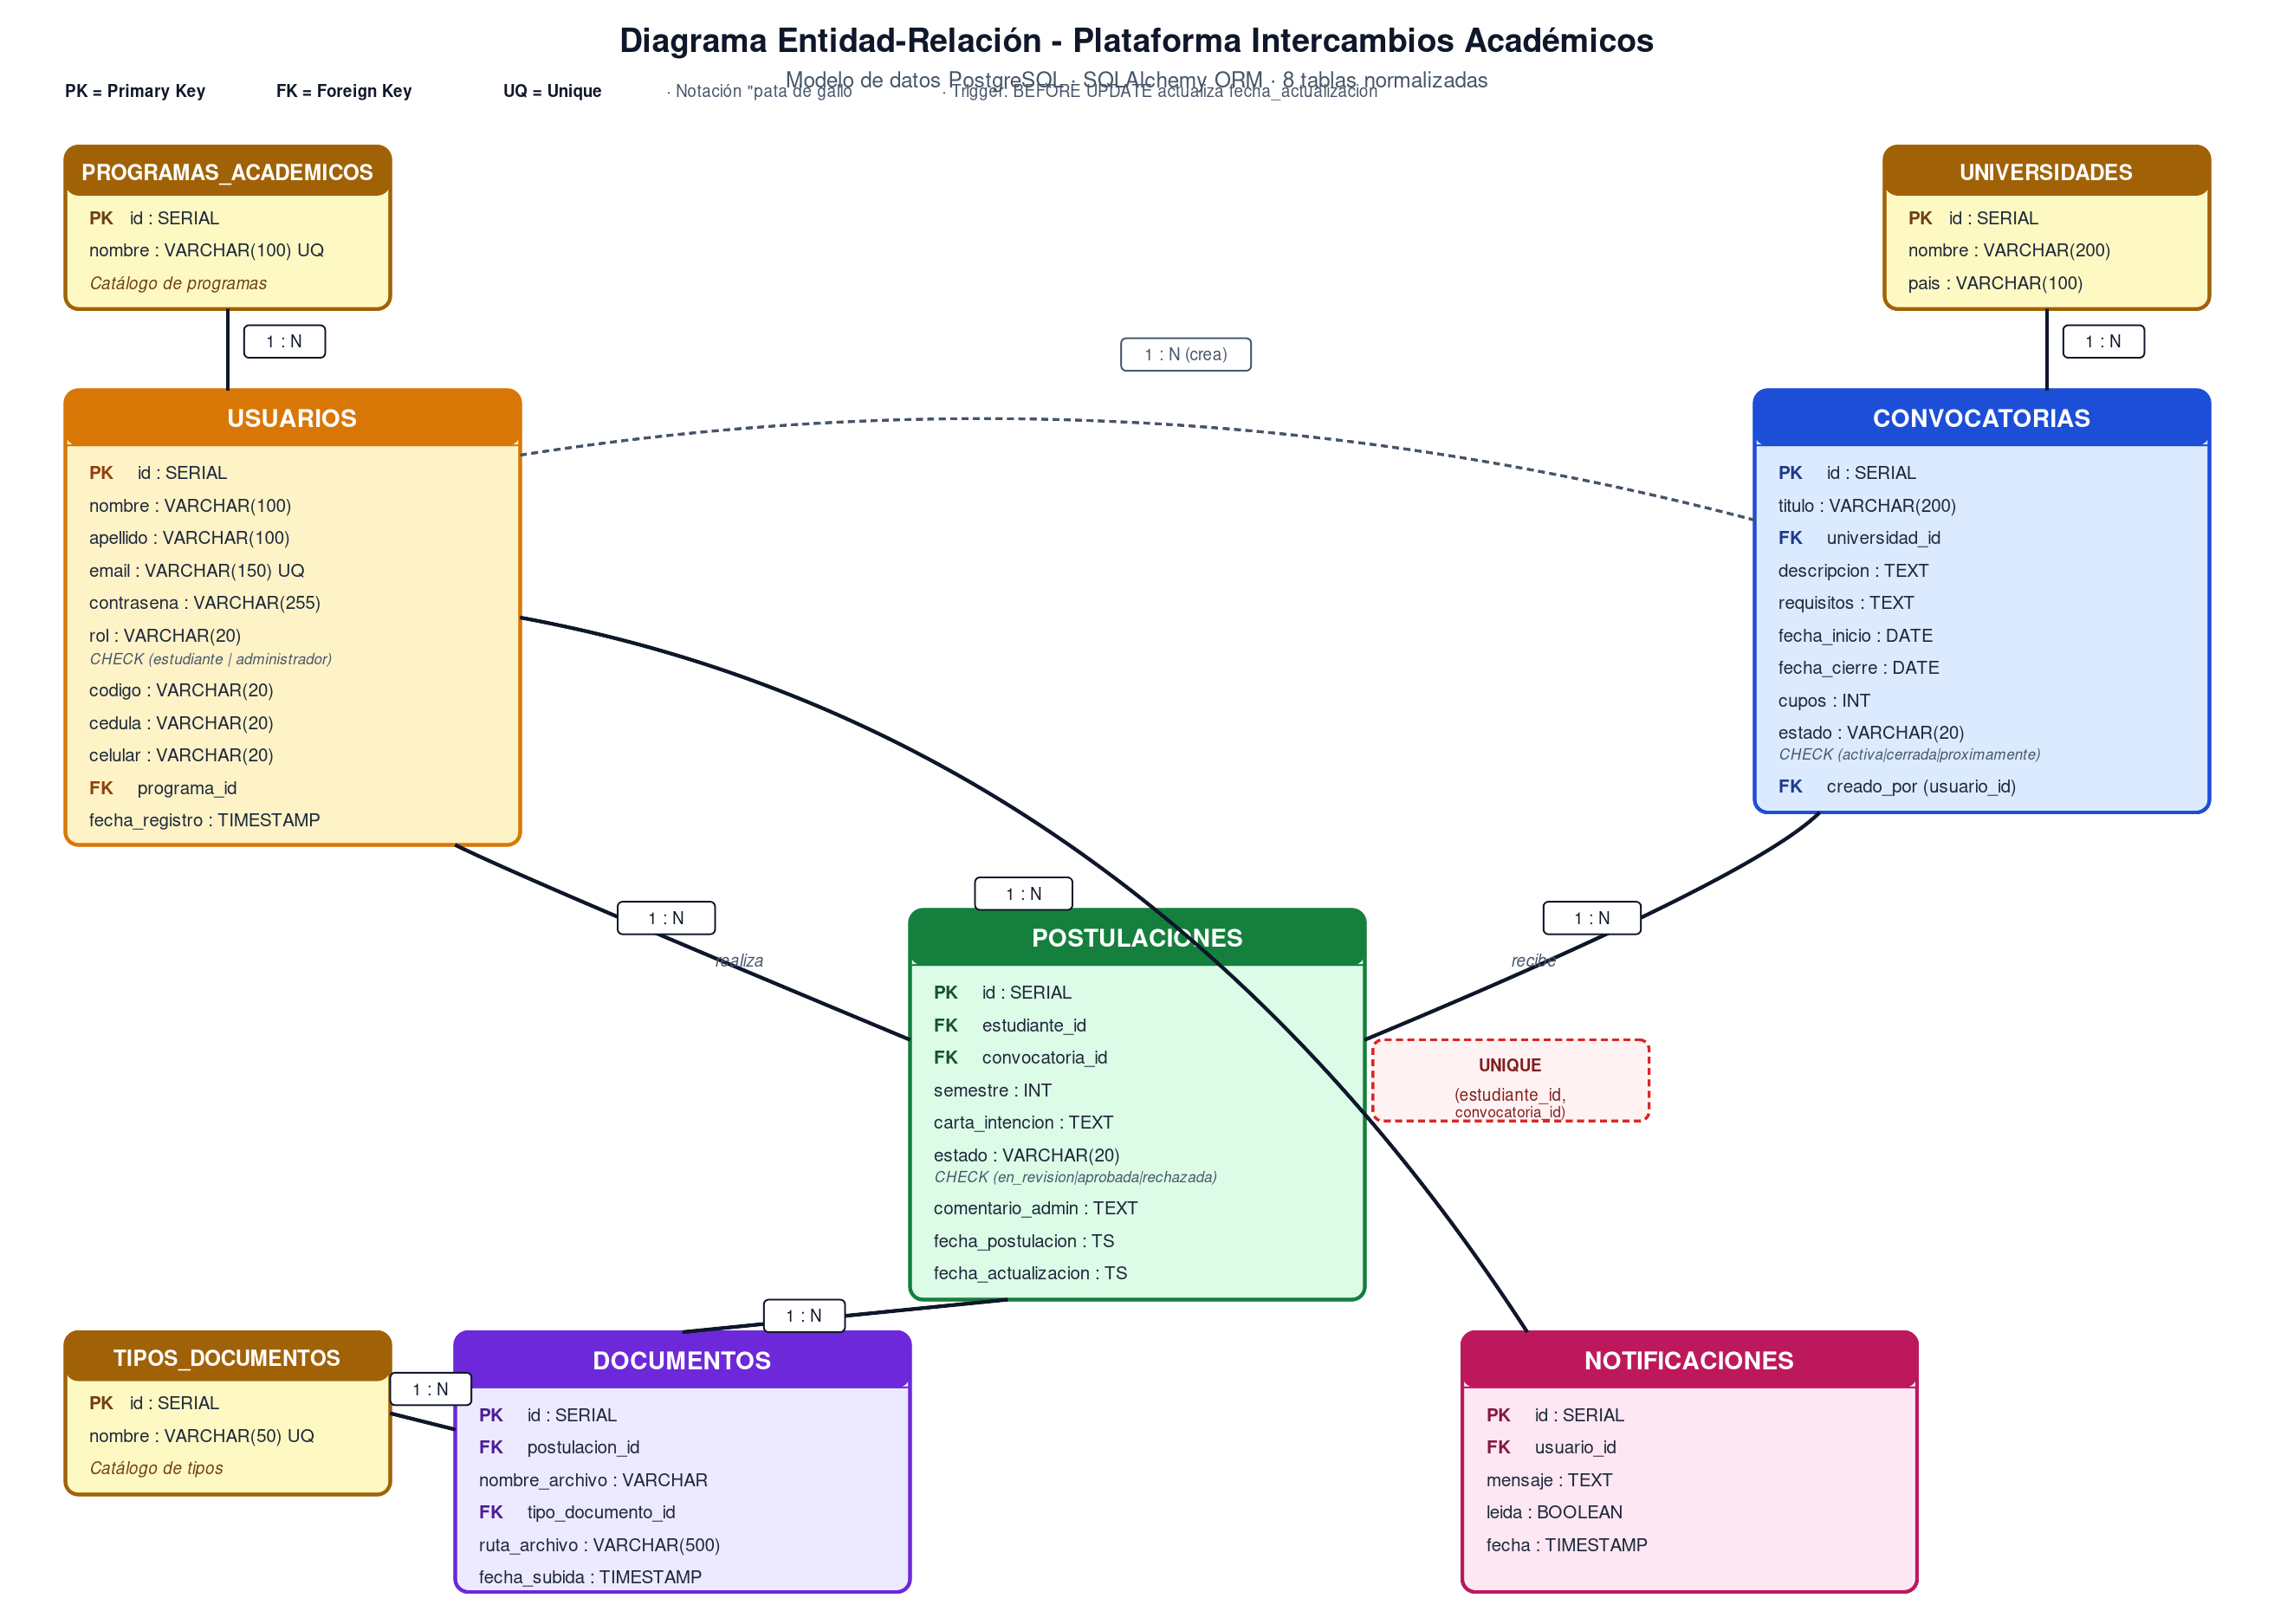 Diagrama Entidad-Relación - Plataforma Intercambios Académicos
Modelo de datos PostgreSQL · SQLAlchemy ORM · 8 tablas normalizadas
PK = Primary Key
FK = Foreign Key
UQ = Unique
· Notación "pata de gallo
· Trigger: BEFORE UPDATE actualiza fecha_actualizacion
PROGRAMAS_ACADEMICOS
PK id : SERIAL
nombre : VARCHAR(100) UQ
Catálogo de programas
UNIVERSIDADES
PK id : SERIAL
nombre : VARCHAR(200)
pais : VARCHAR(100)
1 : N
1 : N (crea)
1 : N
USUARIOS
PK id : SERIAL
nombre : VARCHAR(100)
apellido : VARCHAR(100)
email : VARCHAR(150) UQ
contrasena : VARCHAR(255)
rol : VARCHAR(20)
CHECK (estudiante | administrador)
codigo : VARCHAR(20)
cedula : VARCHAR(20)
celular : VARCHAR(20)
FK programa_id
fecha_registro : TIMESTAMP
CONVOCATORIAS
PK id : SERIAL
titulo : VARCHAR(200)
FK universidad_id
descripcion : TEXT
requisitos : TEXT
fecha_inicio : DATE
fecha_cierre : DATE
cupos : INT
estado : VARCHAR(20)
CHECK (activa|cerrada|proximamente)
FK creado_por (usuario_id)
1 : N
realiza
1 : N
1 : N
recibe
POSTULACIONES
PK id : SERIAL
FK estudiante_id
FK convocatoria_id
semestre : INT
carta_intencion : TEXT
estado : VARCHAR(20)
CHECK (en_revision|aprobada|rechazada)
comentario_admin : TEXT
fecha_postulacion : TS
fecha_actualizacion : TS
UNIQUE
(estudiante_id,
convocatoria_id)
1 : N
TIPOS_DOCUMENTOS
PK id : SERIAL
nombre : VARCHAR(50) UQ
Catálogo de tipos
1 : N
DOCUMENTOS
PK id : SERIAL
FK postulacion_id
nombre_archivo : VARCHAR
FK tipo_documento_id
ruta_archivo : VARCHAR(500)
fecha_subida : TIMESTAMP
NOTIFICACIONES
PK id : SERIAL
FK usuario_id
mensaje : TEXT
leida : BOOLEAN
fecha : TIMESTAMP